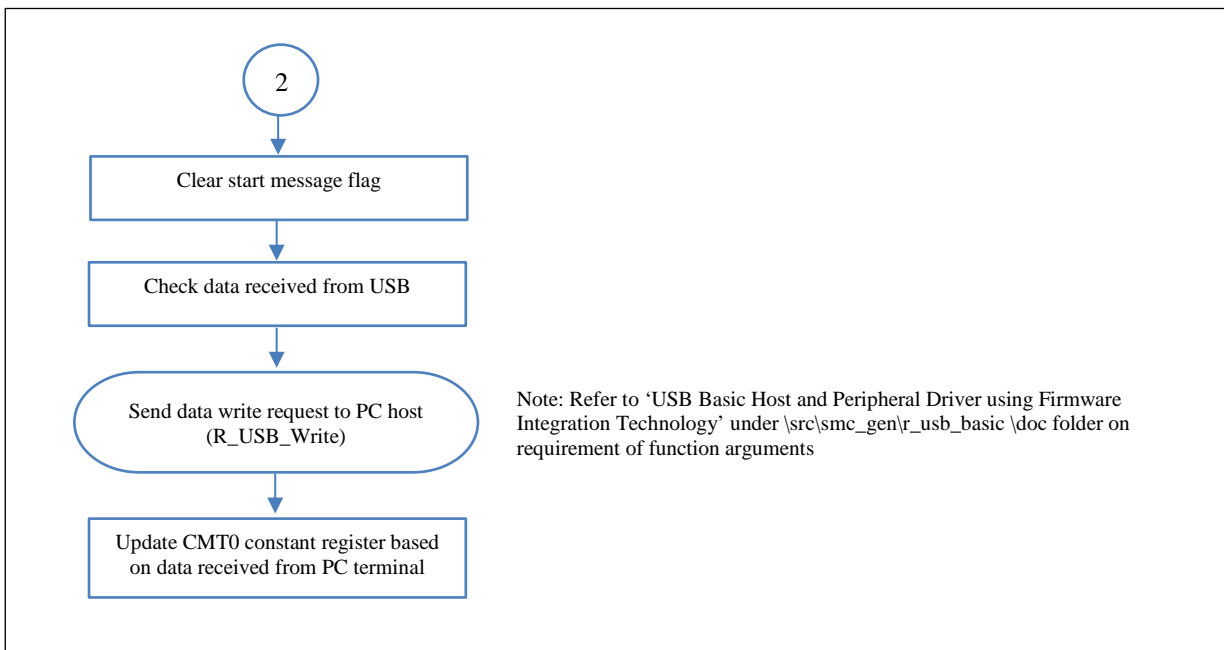 2
Clear start message flag
Check data received from USB
Send data write request to PC host
(R_USB_Write)
Note: Refer to ‘USB Basic Host and Peripheral Driver using Firmware
Integration Technology’ under \src\smc_gen\r_usb_basic \doc folder on
requirement of function arguments
Update CMT0 constant register based
on data received from PC terminal